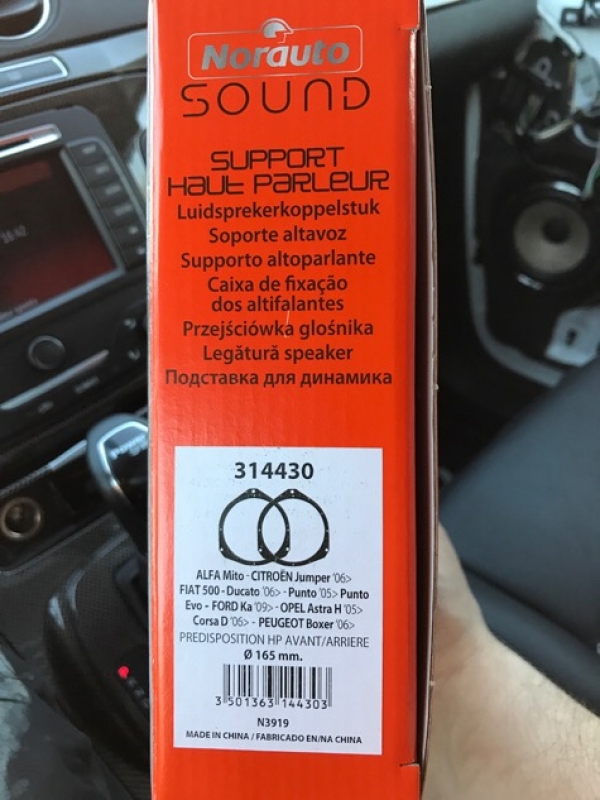 Norauto
SOUND
SUPPORT
HAUT PARLEUR
Luidsprekerkoppelstuk
Soporte altavoz
Supporto altoparlante
Caixa de fixação
dos altifalantes
Przejściówka głośnika
Legătură speaker
Подставка для динамика
314430
ALFA Mito - CITROËN Jumper '06>
FIAT 500 - Ducato '06> - Punto '05> Punto
Evo - FORD Ka '09> - OPEL Astra H '05>
Corsa D '06> - PEUGEOT Boxer '06>
PREDISPOSITION HP AVANT/ARRIERE
Ø 165 mm.
3 501363 144303
N3919
MADE IN CHINA / FABRICADO EN/NA CHINA